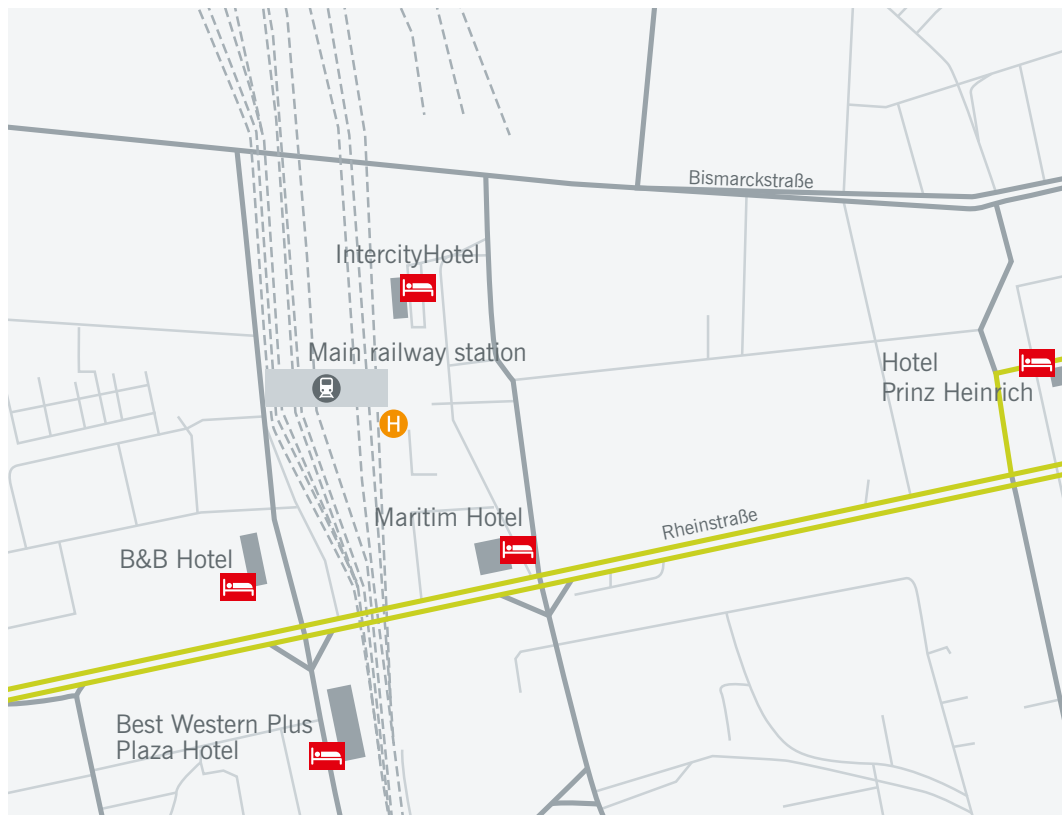 Bismarckstraße
IntercityHotel
Main railway station
Hotel
Prinz Heinrich
H
Maritim Hotel
Rheinstraße
B&B Hotel
Best Western Plus
Plaza Hotel